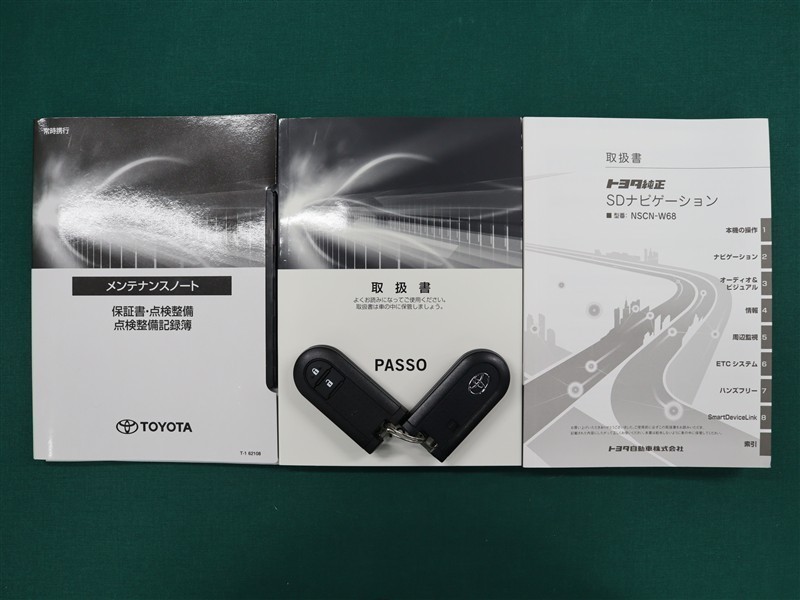 常時携行
メンテナンスノート
保証書・点検整備
点検整備記録簿
TOYOTA
T-1 62108
取扱書
よくお読みになってご使用ください。
取扱書は車の中に保管しましょう。
PASSO
取扱書
トヨタ純正
SDナビゲーション
■ 型番: NSCN-W68
本機の操作 1
ナビゲーション 2
オーディオ&
ビジュアル 3
情報 4
周辺監視 5
ETC システム 6
ハンズフリー 7
SmartDeviceLink 8
索引
トヨタ自動車株式会社